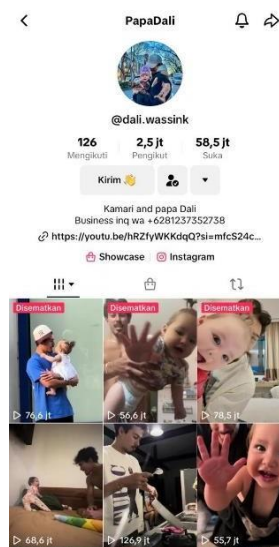 PapaDali
@dali.wassink
126
Mengikuti
2,5 jt
Pengikut
58,5 jt
Suka
Kirim 👋
Kamari and papa Dali
Business inq wa +6281237352738
https://youtu.be/hRZfyWKKdqQ?si=mfcS24c...
Showcase
Instagram
Disematkan
76,6 jt
Disematkan
56,6 jt
Disematkan
78,5 jt
68,6 jt
126,9 jt
55,7 jt